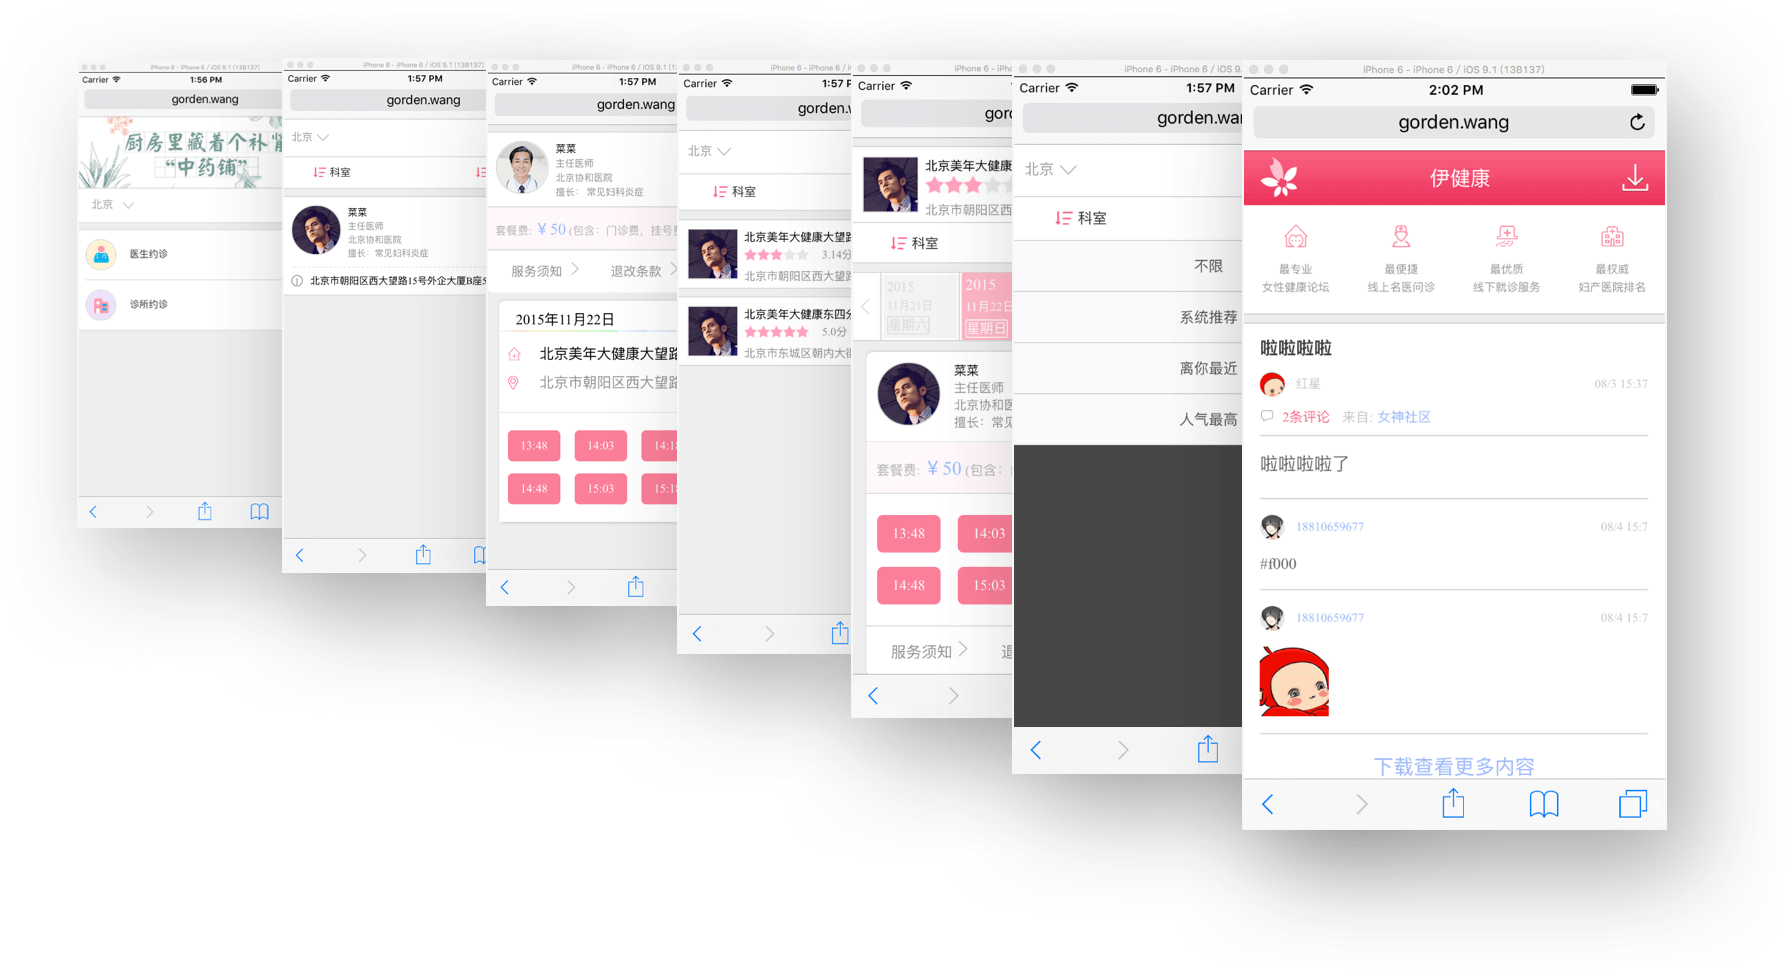 iPhone 6 - iPhone 6 / iOS 9.1 (13B137)
Carrier
1:56 PM
gorden.wang
厨房里藏着个补肾
“中药铺”
北京
医生约诊
诊所约诊
iPhone 6 - iPhone 6 / iOS 9.1 (13B137)
Carrier
1:57 PM
gorden.wang
北京
科室
菜菜
主任医师
北京协和医院
擅长: 常见妇科炎症
北京市朝阳区西大望路15号外企大厦B座5
iPhone 6 - iPhone 6 / iOS 9.1 (13
Carrier
1:57 PM
gorden.wang
菜菜
主任医师
北京协和医院
擅长: 常见妇科炎症
套餐费: ￥50 (包含: 门诊费, 挂号费
服务须知
退改条款
2015年11月22日
北京美年大健康大望路
北京市朝阳区西大望路
13:48
14:03
14:18
14:48
15:03
15:18
iPhone 6 - iPhone 6 / iOS
Carrier
1:57 P
gorden.w
北京
科室
北京美年大健康大望路
3.14分
北京市朝阳区西大望路
北京美年大健康东四分
5.0分
北京市东城区朝内大街
iPhone 6 - iPhone
Carrier
gord
北京美年大健康
北京市朝阳区西
科室
2015
11月21日
星期六
2015
11月22日
星期日
菜菜
主任医师
北京协和医
擅长: 常见
套餐费: ￥50 (包含:
13:48
14:03
14:48
15:03
服务须知
退
iPhone 6 - iPhone 6 / iOS 9.
Carrier
1:57 PM
gorden.wan
北京
科室
不限
系统推荐
离你最近
人气最高
iPhone 6 - iPhone 6 / iOS 9.1 (13B137)
Carrier
2:02 PM
gorden.wang
伊健康
最专业
女性健康论坛
最便捷
线上名医问诊
最优质
线下就诊服务
最权威
妇产医院排名
啦啦啦啦
红星
08/3 15:37
2条评论
来自: 女神社区
啦啦啦啦了
18810659677
08/4 15:7
#f000
18810659677
08/4 15:7
下载查看更多内容